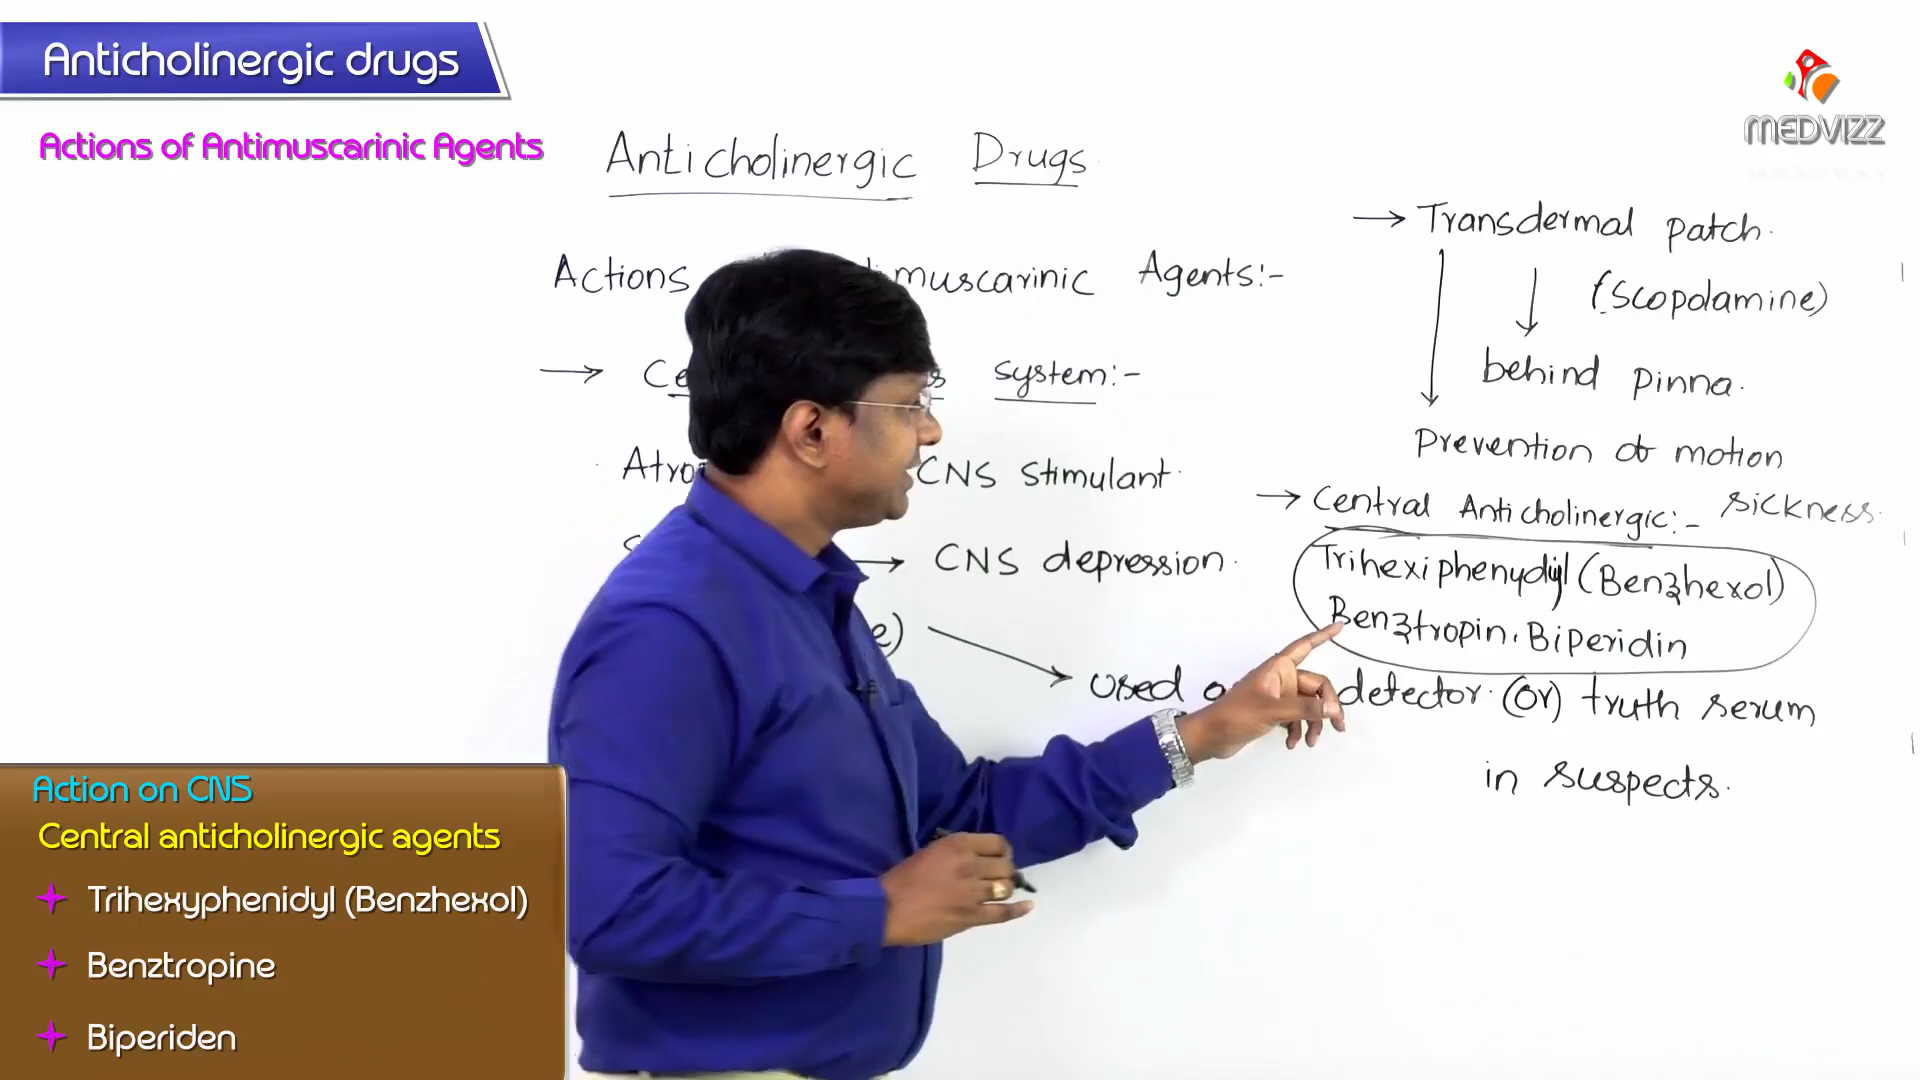 Anticholinergic drugs
Actions of Antimuscarinic Agents
MEDVIZZ
Anticholinergic Drugs
Actions muscarinic Agents:-
→ system:-
CNS stimulant
→ CNS depression.
used detector (or) truth serum
in suspects.
→ Transdermal patch.
(Scopolamine)
behind pinna.
Prevention of motion
sickness.
→ Central Anticholinergic:-
Trihexiphenydiyl (Benzhexol)
Benztropin, Biperidin
Action on CNS
Central anticholinergic agents
Trihexyphenidyl (Benzhexol)
Benztropine
Biperiden